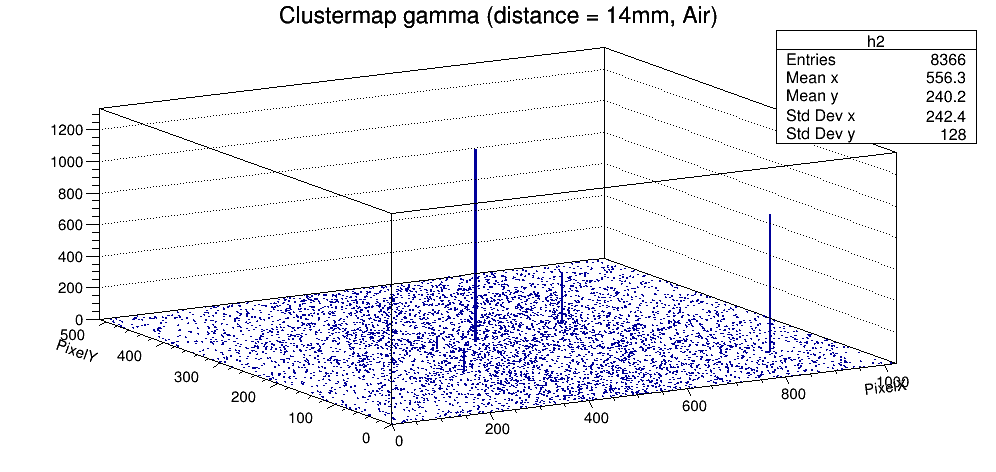 Clustermap gamma (distance = 14mm, Air)
h2
Entries 8366
Mean x 556.3
Mean y 240.2
Std Dev x 242.4
Std Dev y 128
1200
1000
800
600
400
200
0
500
400
300
200
100
0
PixelY
0
200
400
600
800
1000
PixelX